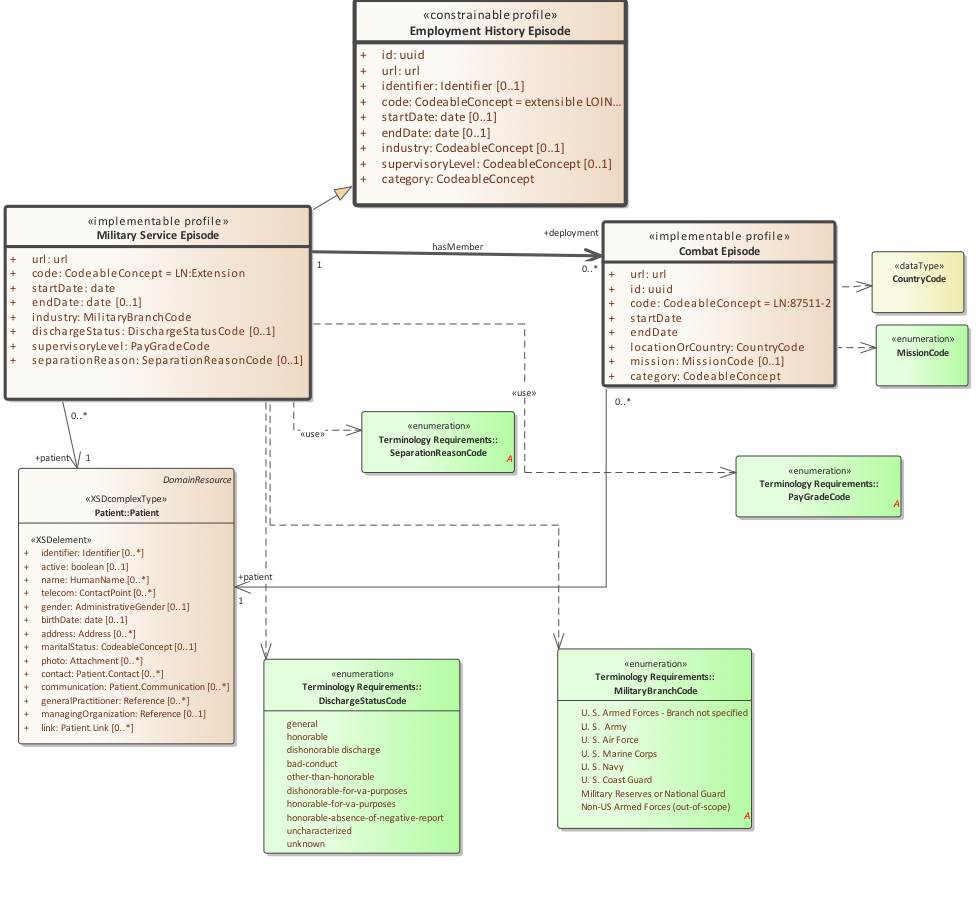 «constrainable profile»
Employment History Episode
+ id: uuid
+ url: url
+ identifier: Identifier [0..1]
+ code: CodeableConcept = extensible LOIN...
+ startDate: date [0..1]
+ endDate: date [0..1]
+ industry: CodeableConcept [0..1]
+ supervisoryLevel: CodeableConcept [0..1]
+ category: CodeableConcept
«implementable profile»
Military Service Episode
+ url: url
+ code: CodeableConcept = LN:Extension
+ startDate: date
+ endDate: date [0..1]
+ industry: MilitaryBranchCode
+ dischargeStatus: DischargeStatusCode [0..1]
+ supervisoryLevel: PayGradeCode
+ separationReason: SeparationReasonCode [0..1]
hasMember
+deployment
1
0..*
«implementable profile»
Combat Episode
+ url: url
+ id: uuid
+ code: CodeableConcept = LN:87511-2
+ startDate
+ endDate
+ locationOrCountry: CountryCode
+ mission: MissionCode [0..1]
+ category: CodeableConcept
«dataType»
CountryCode
«enumeration»
MissionCode
«use»
0..*
0..*
«use»
«enumeration»
Terminology Requirements::
SeparationReasonCode
A
+patient
1
«enumeration»
Terminology Requirements::
PayGradeCode
A
DomainResource
«XSDcomplexType»
Patient::Patient
«XSDelement»
+ identifier: Identifier [0..*]
+ active: boolean [0..1]
+ name: HumanName [0..*]
+ telecom: ContactPoint [0..*]
+ gender: AdministrativeGender [0..1]
+ birthDate: date [0..1]
+ address: Address [0..*]
+ maritalStatus: CodeableConcept [0..1]
+ photo: Attachment [0..*]
+ contact: Patient.Contact [0..*]
+ communication: Patient.Communication [0..*]
+ generalPractitioner: Reference [0..*]
+ managingOrganization: Reference [0..1]
+ link: Patient.Link [0..*]
+patient
1
«enumeration»
Terminology Requirements::
DischargeStatusCode
general
honorable
dishonorable discharge
bad-conduct
other-than-honorable
dishonorable-for-va-purposes
honorable-for-va-purposes
honorable-absence-of-negative-report
uncharacterized
unknown
«enumeration»
Terminology Requirements::
MilitaryBranchCode
U. S. Armed Forces - Branch not specified
U. S. Army
U. S. Air Force
U. S. Marine Corps
U. S. Navy
U. S. Coast Guard
Military Reserves or National Guard
Non-US Armed Forces (out-of-scope)
A